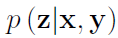 p (z|x, y)